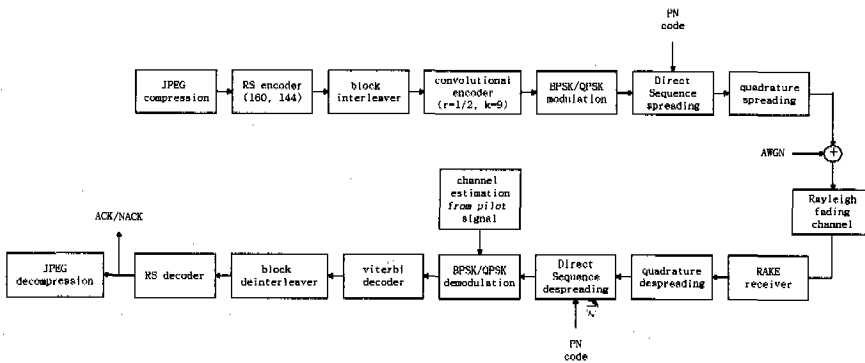 PN
code
JPEG
compression
RS encoder
(160, 144)
block
interleaver
convolutional
encoder
(r=1/2, k=9)
BPSK/QPSK
modulation
Direct
Sequence
spreading
quadrature
spreading
AWGN
+
Rayleigh
fading
channel
channel
estimation
from pilot
signal
ACK/NACK
JPEG
decompression
RS decoder
block
deinterleaver
viterbi
decoder
BPSK/QPSK
demodulation
Direct
Sequence
despreading
quadrature
despreading
RAKE
receiver
PN
code